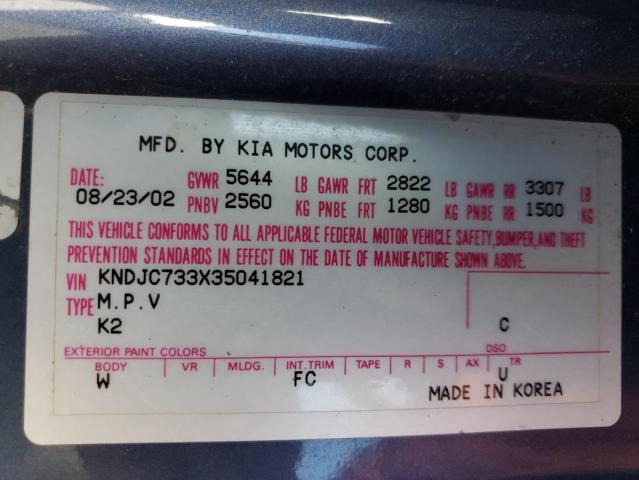 MFD. BY KIA MOTORS CORP.
DATE: GVWR 5644 LB GAWR FRT 2822 LB GAWR RR 3307 LB
08/23/02 PNBV 2560 KG PNBE FRT 1280 KG PNBE RR 1500 KG
THIS VEHICLE CONFORMS TO ALL APPLICABLE FEDERAL MOTOR VEHICLE SAFETY,BUMPER,AND THEFT
PREVENTION STANDARDS IN EFFECT ON THE DATE OF MANUFACTURE SHOWN ABOVE.
VIN KNDJC733X35041821
TYPE M.P.V
K2 C
EXTERIOR PAINT COLORS DSO
BODY VR MLDG. INT.TRIM TAPE R S AX TR
W FC U
MADE IN KOREA